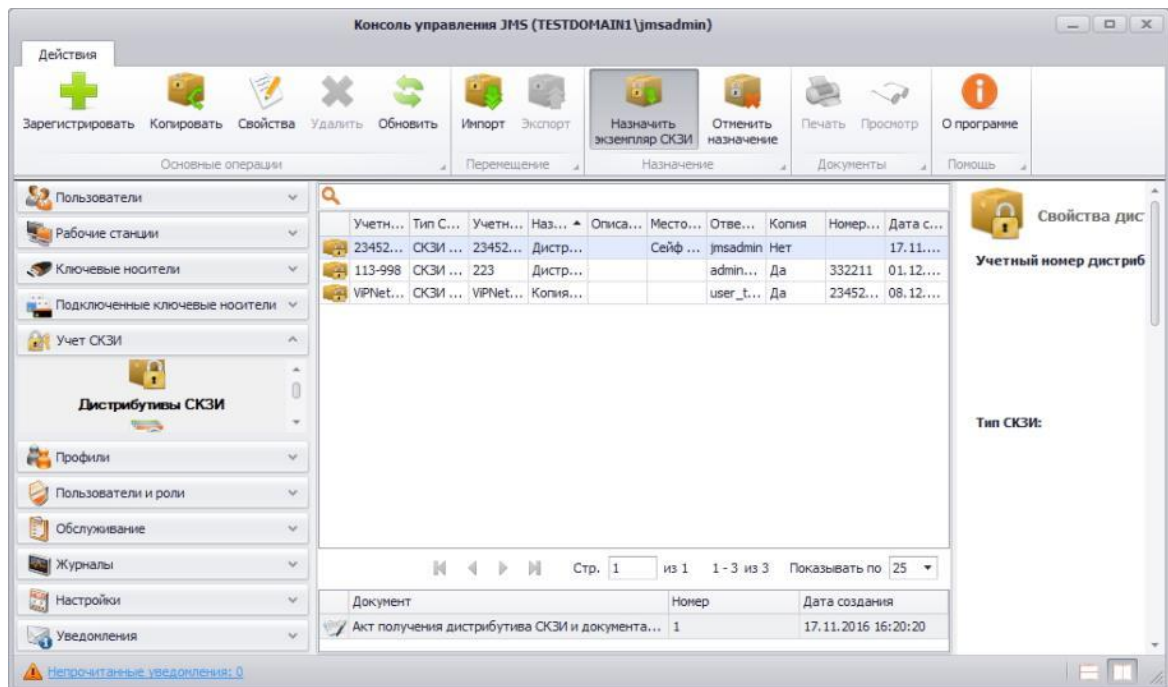 Консоль управления JMS (TESTDOMAIN1\jmsadmin)
Действия
Зарегистрировать Копировать Свойства Удалить Обновить Импорт Экспорт Назначить экземпляр СКЗИ Отменить назначение Печать Просмотр О программе
Основные операции Перемещение Назначение Документы Помощь
Пользователи
Рабочие станции
Ключевые носители
Подключенные ключевые носители
Учет СКЗИ
Дистрибутивы СКЗИ
Профили
Пользователи и роли
Обслуживание
Журналы
Настройки
Уведомления
Учетн... Тип С... Учетн... Наз... Описа... Место... Отве... Копия Номер... Дата с...
23452... СКЗИ ... 23452... Дистр... Сейф ... jmsadmin Нет 17.11....
113-998 СКЗИ ... 223 Дистр... admin... Да 332211 01.12....
ViPNet... СКЗИ ... ViPNet... Копия... user_t... Да 23452... 08.12....
Стр. 1 из 1 1 - 3 из 3 Показывать по 25
Документ Номер Дата создания
Акт получения дистрибутива СКЗИ и документа... 1 17.11.2016 16:20:20
Свойства дис
Учетный номер дистриб
Тип СКЗИ:
Непрочитанные уведомления: 0